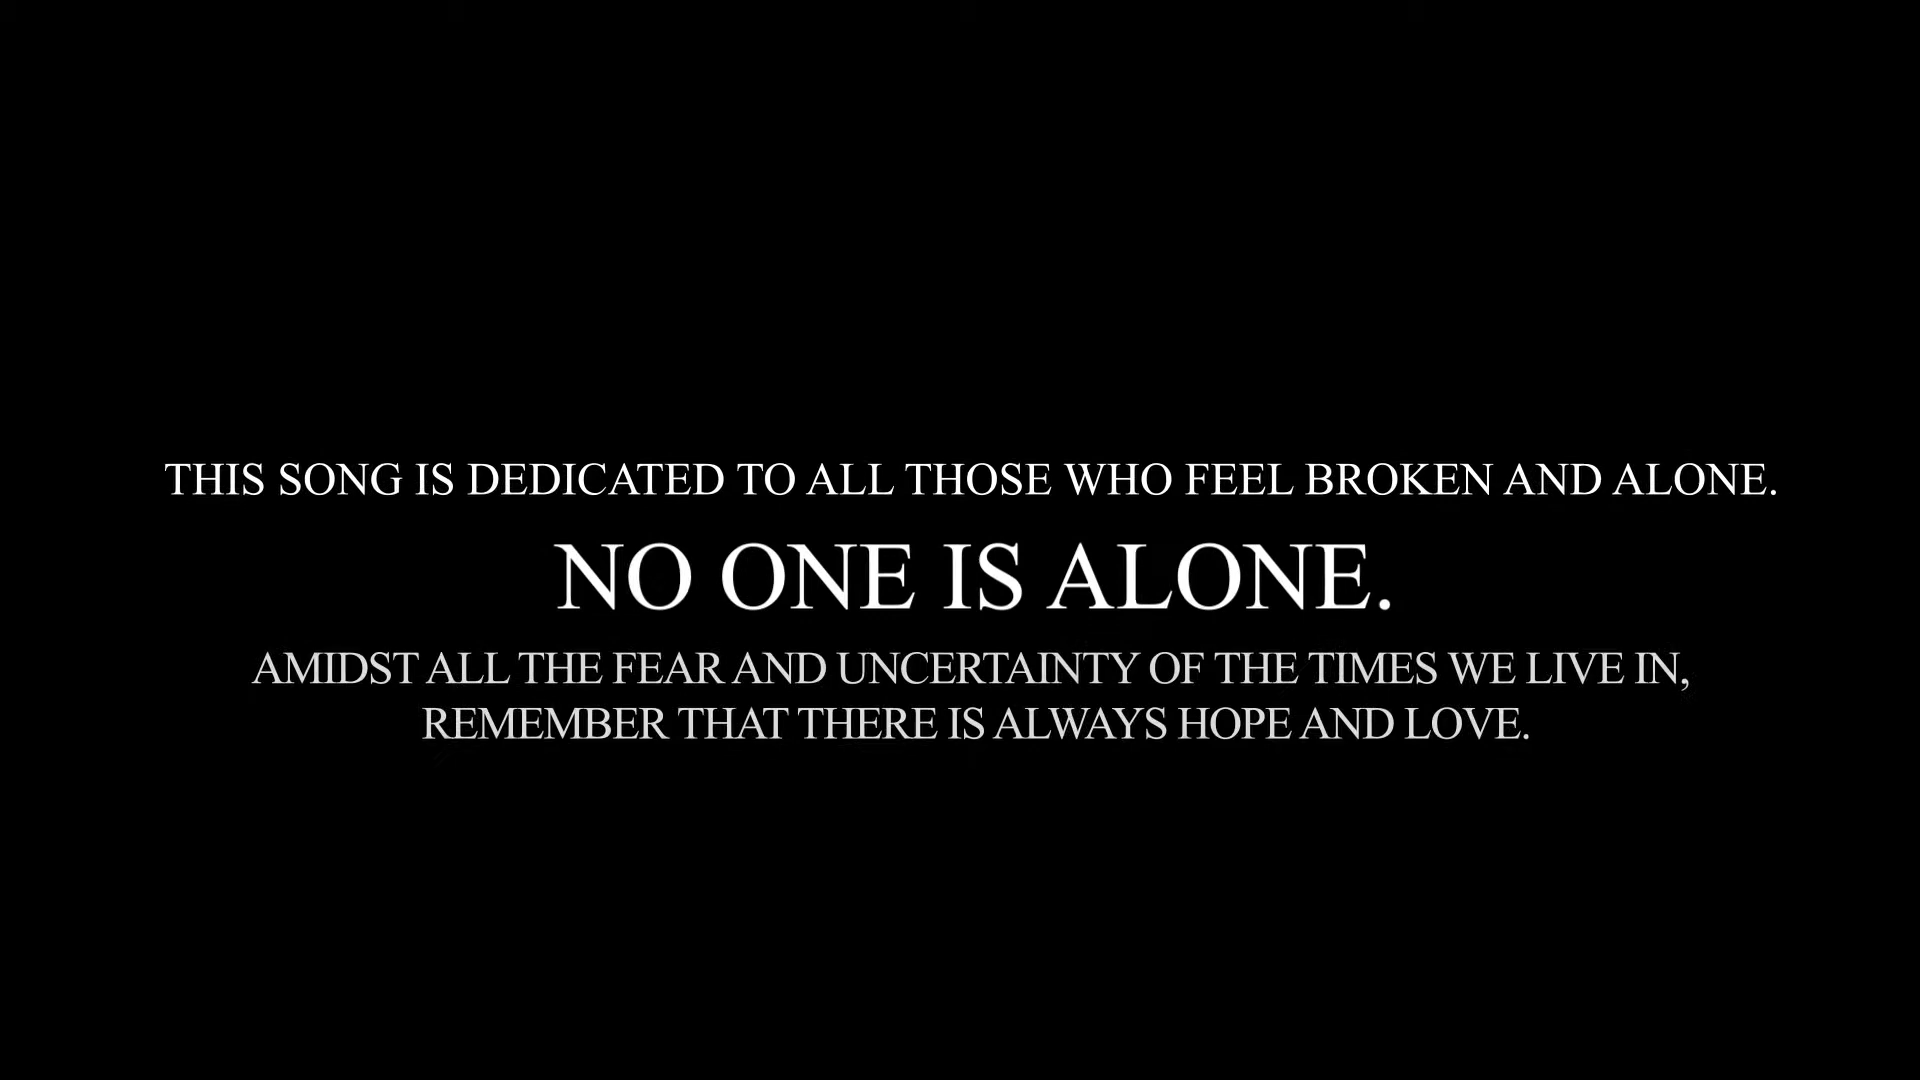 THIS SONG IS DEDICATED TO ALL THOSE WHO FEEL BROKEN AND ALONE.
NO ONE IS ALONE.
AMIDST ALL THE FEAR AND UNCERTAINTY OF THE TIMES WE LIVE IN,
REMEMBER THAT THERE IS ALWAYS HOPE AND LOVE.